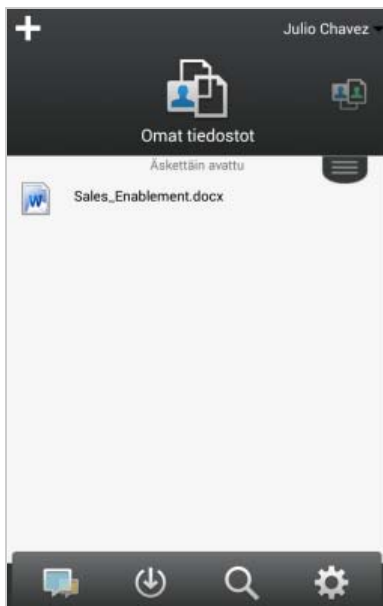 Julio Chavez
Omat tiedostot
Äskettäin avattu
Sales_Enablement.docx